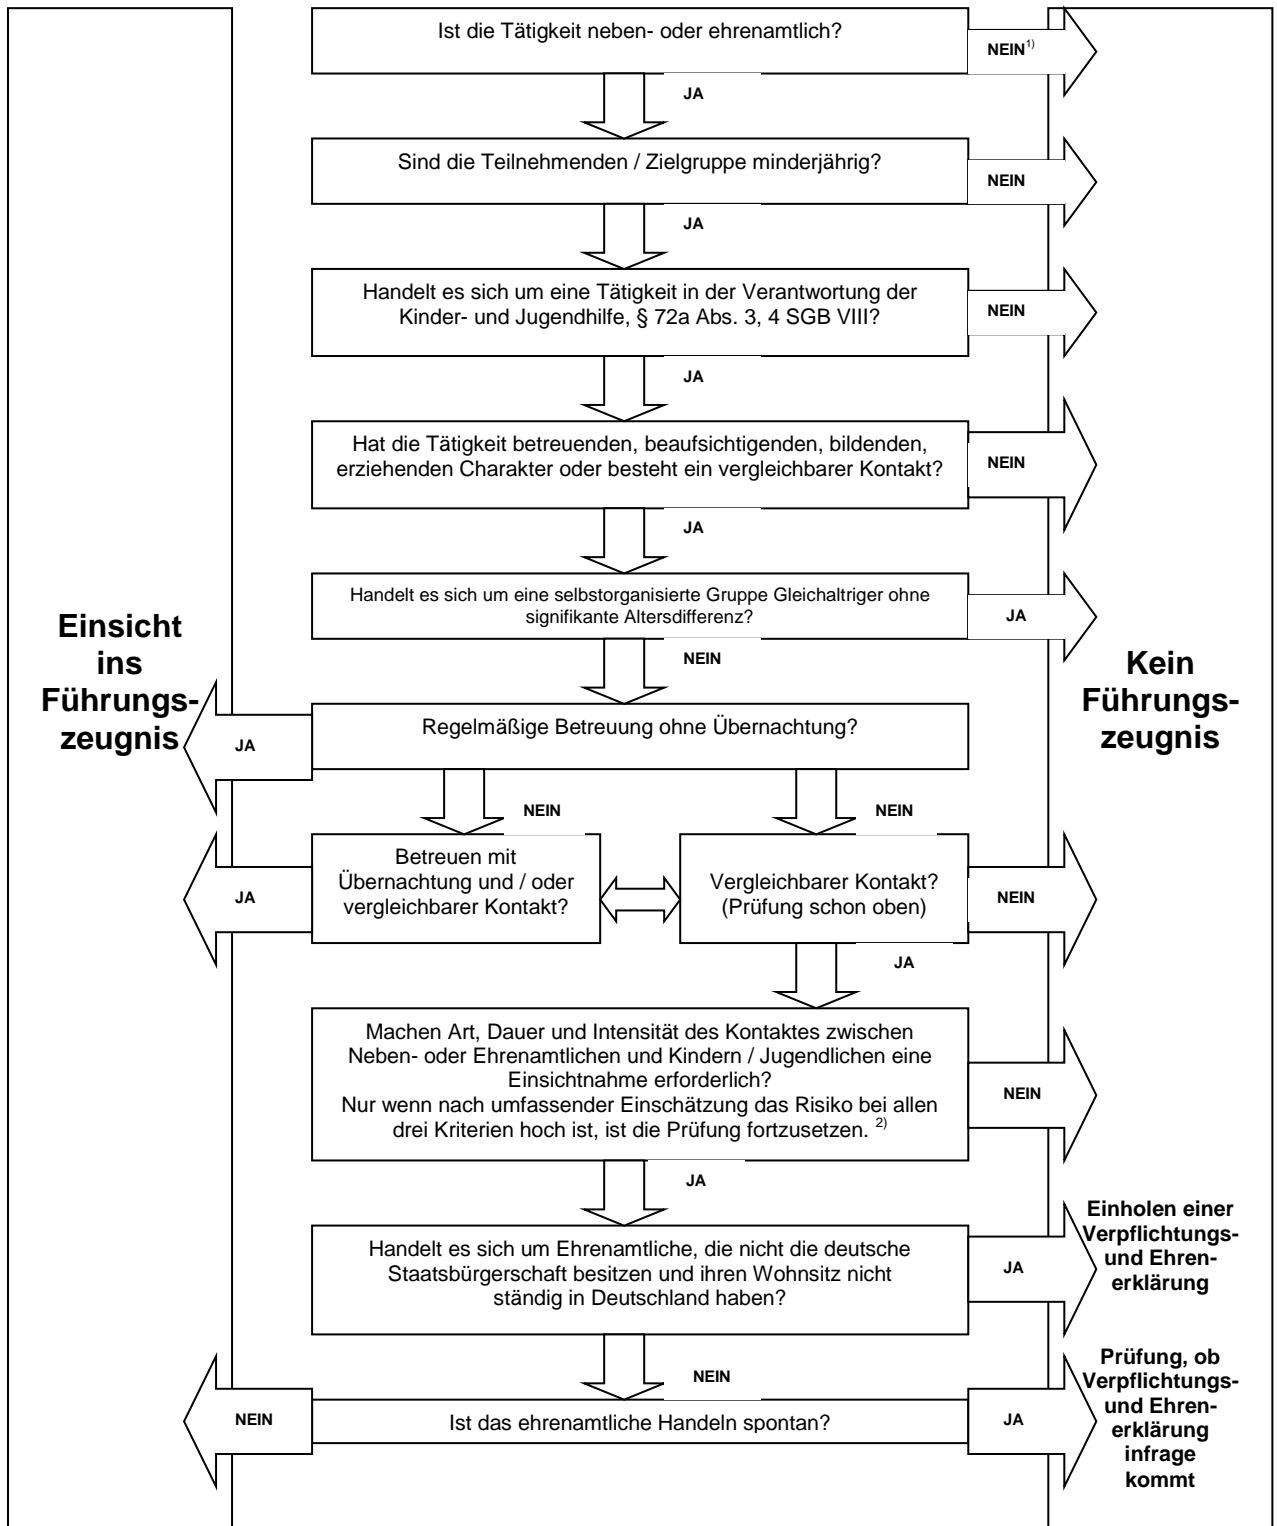 Ist die Tätigkeit neben- oder ehrenamtlich?
NEIN1)
JA
Sind die Teilnehmenden / Zielgruppe minderjährig?
NEIN
JA
Handelt es sich um eine Tätigkeit in der Verantwortung der
Kinder- und Jugendhilfe, § 72a Abs. 3, 4 SGB VIII?
NEIN
JA
Hat die Tätigkeit betreuenden, beaufsichtigenden, bildenden,
erziehenden Charakter oder besteht ein vergleichbarer Kontakt?
NEIN
JA
Handelt es sich um eine selbstorganisierte Gruppe Gleichaltriger ohne
signifikante Altersdifferenz?
JA
NEIN
Einsicht
ins
Führungs-
zeugnis
Kein
Führungs-
zeugnis
Regelmäßige Betreuung ohne Übernachtung?
JA
NEIN
NEIN
Betreuen mit
Übernachtung und / oder
vergleichbarer Kontakt?
JA
Vergleichbarer Kontakt?
(Prüfung schon oben)
NEIN
JA
Machen Art, Dauer und Intensität des Kontaktes zwischen
Neben- oder Ehrenamtlichen und Kindern / Jugendlichen eine
Einsichtnahme erforderlich?
Nur wenn nach umfassender Einschätzung das Risiko bei allen
drei Kriterien hoch ist, ist die Prüfung fortzusetzen. 2)
NEIN
JA
Handelt es sich um Ehrenamtliche, die nicht die deutsche
Staatsbürgerschaft besitzen und ihren Wohnsitz nicht
ständig in Deutschland haben?
JA
Einholen einer
Verpflichtungs-
und Ehren-
erklärung
NEIN
Ist das ehrenamtliche Handeln spontan?
NEIN
JA
Prüfung, ob
Verpflichtungs-
und Ehren-
erklärung
infrage
kommt